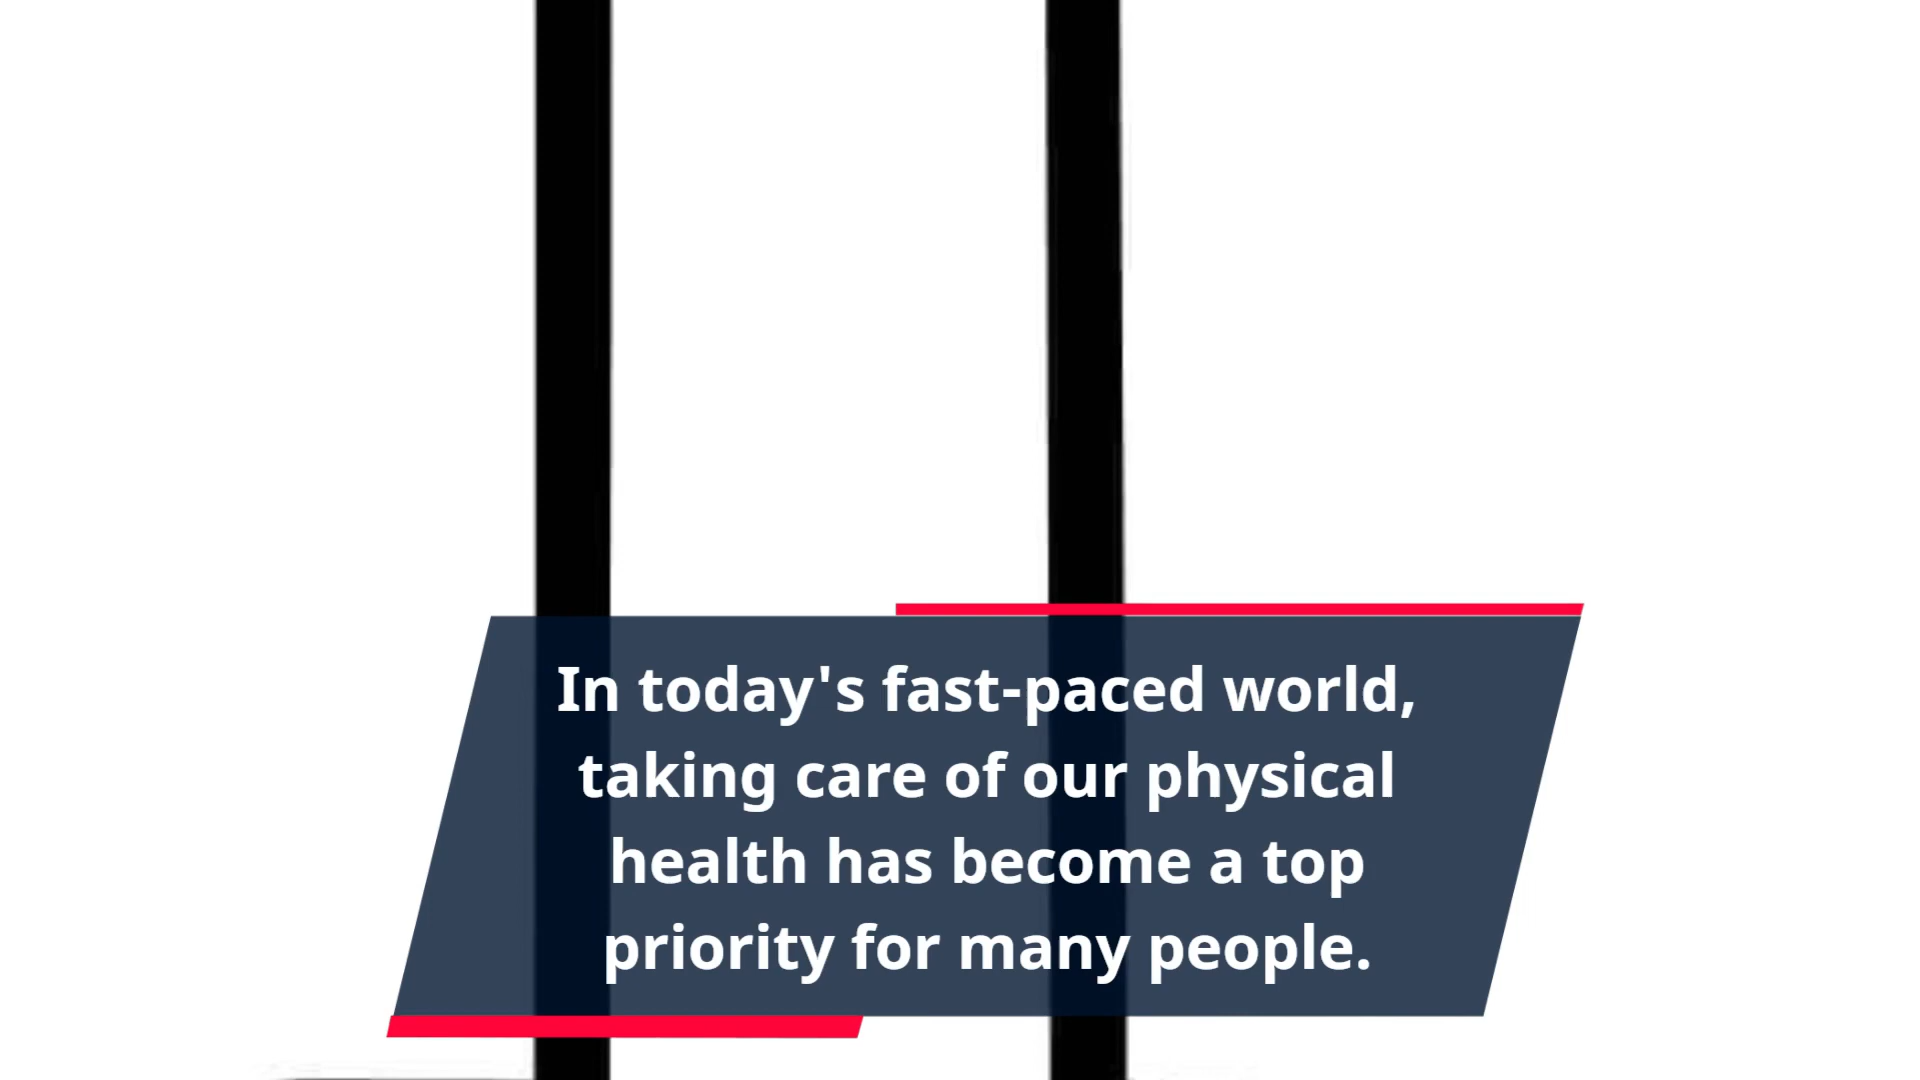 In today's fast-paced world,
taking care of our physical
health has become a top
priority for many people.